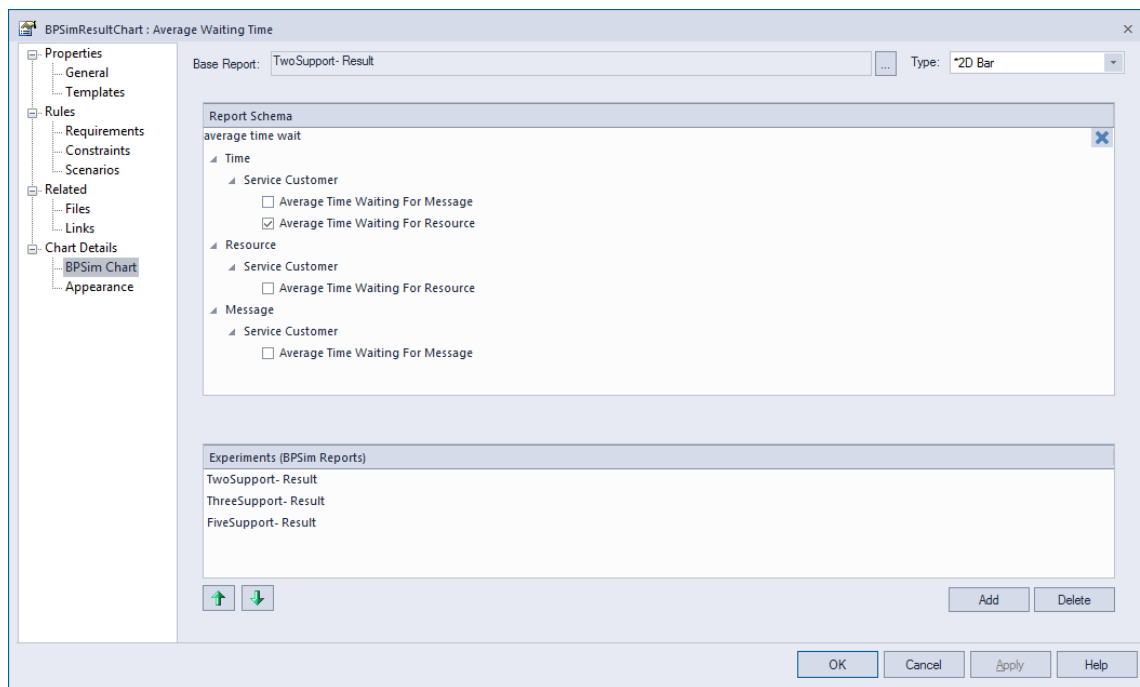 BPSimResultChart : Average Waiting Time
Properties
General
Templates
Rules
Requirements
Constraints
Scenarios
Related
Files
Links
Chart Details
BPSim Chart
Appearance
Base Report: TwoSupport- Result ... Type: *2D Bar
Report Schema
average time wait
Time
Service Customer
Average Time Waiting For Message
Average Time Waiting For Resource
Resource
Service Customer
Average Time Waiting For Resource
Message
Service Customer
Average Time Waiting For Message
Experiments (BPSim Reports)
TwoSupport- Result
ThreeSupport- Result
FiveSupport- Result
Add Delete
OK Cancel Apply Help